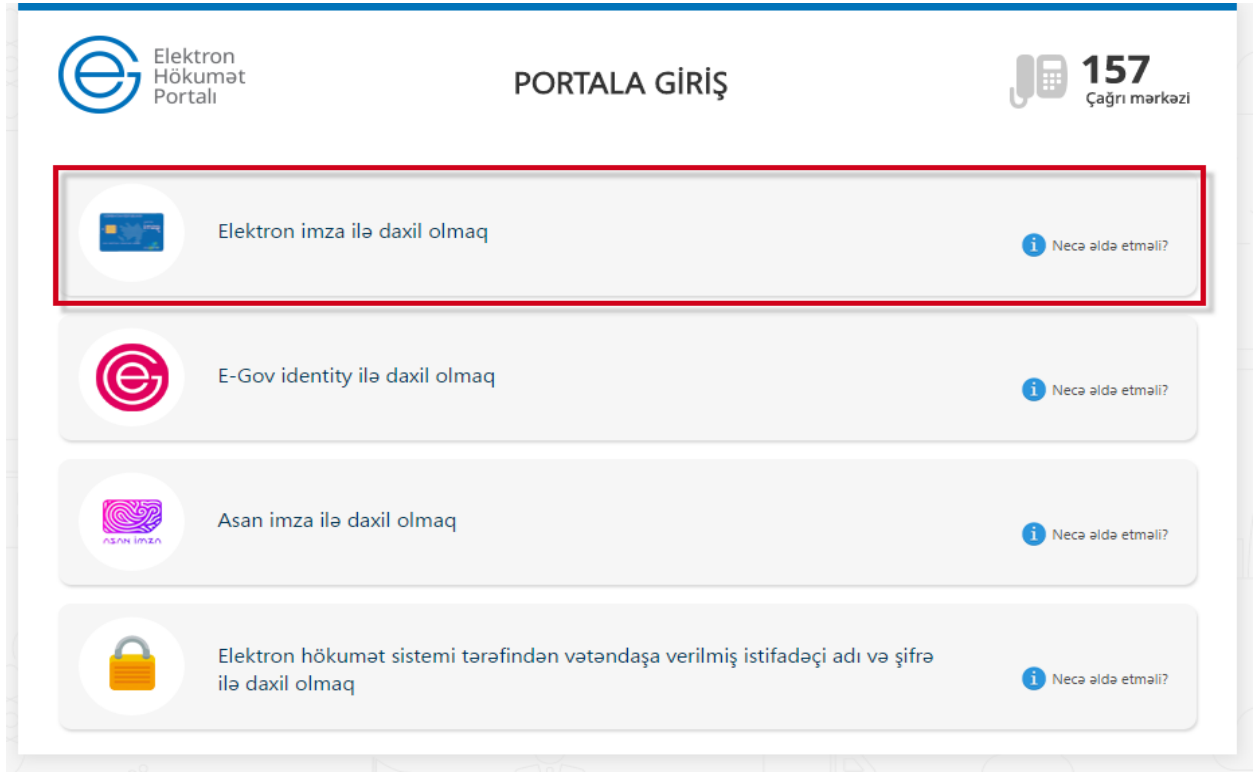 Elektron
Hökumət
Portalı
PORTALA GİRİŞ
157
Çağrı mərkəzi
Elektron imza ilə daxil olmaq
Necə əldə etməli?
E-Gov identity ilə daxil olmaq
Necə əldə etməli?
ASAN İMZA
Asan imza ilə daxil olmaq
Necə əldə etməli?
Elektron hökumət sistemi tərəfindən vətəndaşa verilmiş istifadəçi adı və şifrə
ilə daxil olmaq
Necə əldə etməli?